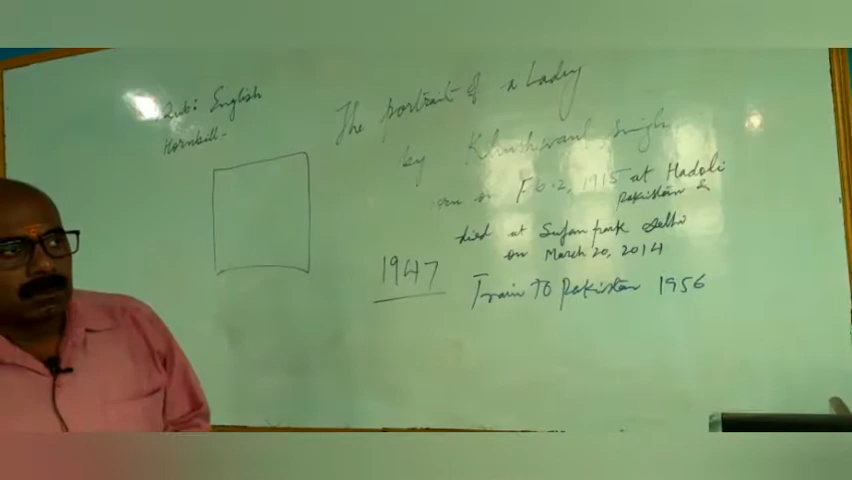 Sub: English
Hornbill -
The portrait of a Lady
by Khushwant Singh
on Feb. 2, 1915 at Hadoli
Pakistan &
died at Sujan park Delhi
on March 20, 2014
1947
Train To Pakistan 1956